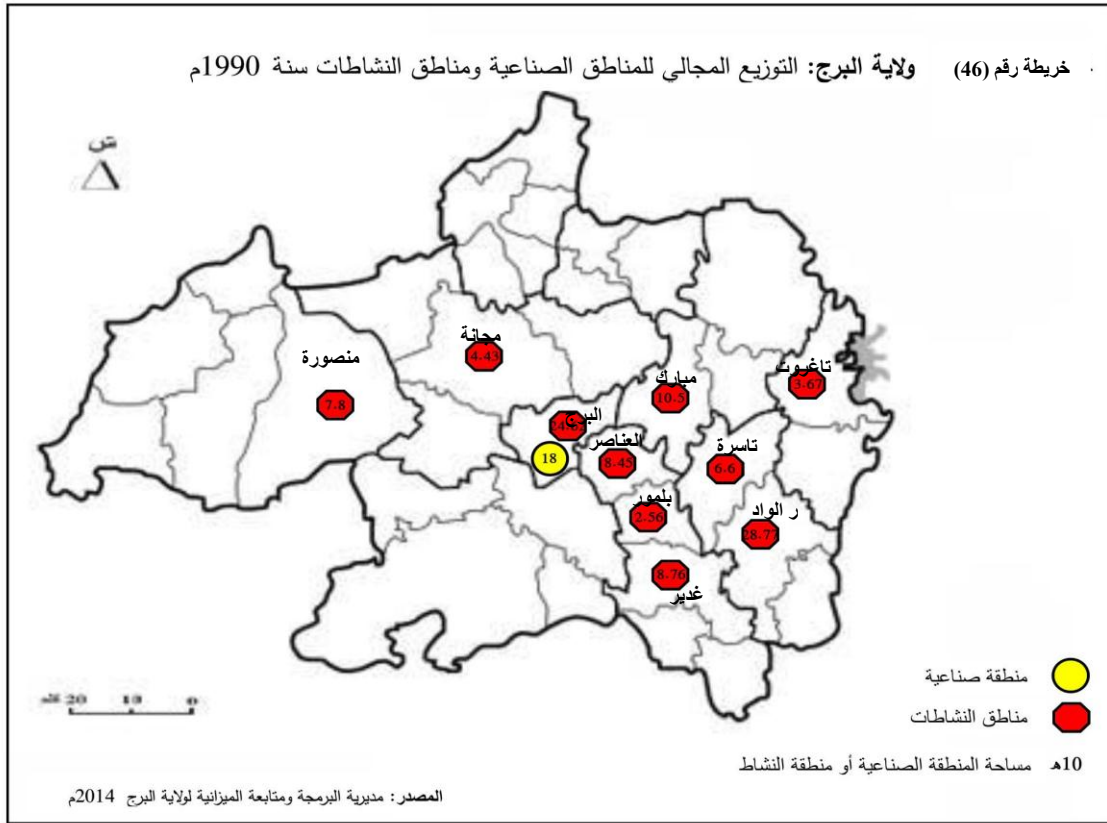 خريطة رقم (46) ولاية البرج: التوزيع المجالي للمناطق الصناعية ومناطق النشاطات سنة 1990م
ش
مجانة
4.43
منصورة
7.8
تاغروت
3.67
مبارك
10.5
البرج
18
العناصر
8.45
تاسرة
6.6
بلمور
2.56
ر الواد
28.77
8.76
غدير
منطقة صناعية
مناطق النشاطات
10هـ مساحة المنطقة الصناعية أو منطقة النشاط
20 10 0
المصدر: مديرية البرمجة ومتابعة الميزانية لولاية البرج 2014م